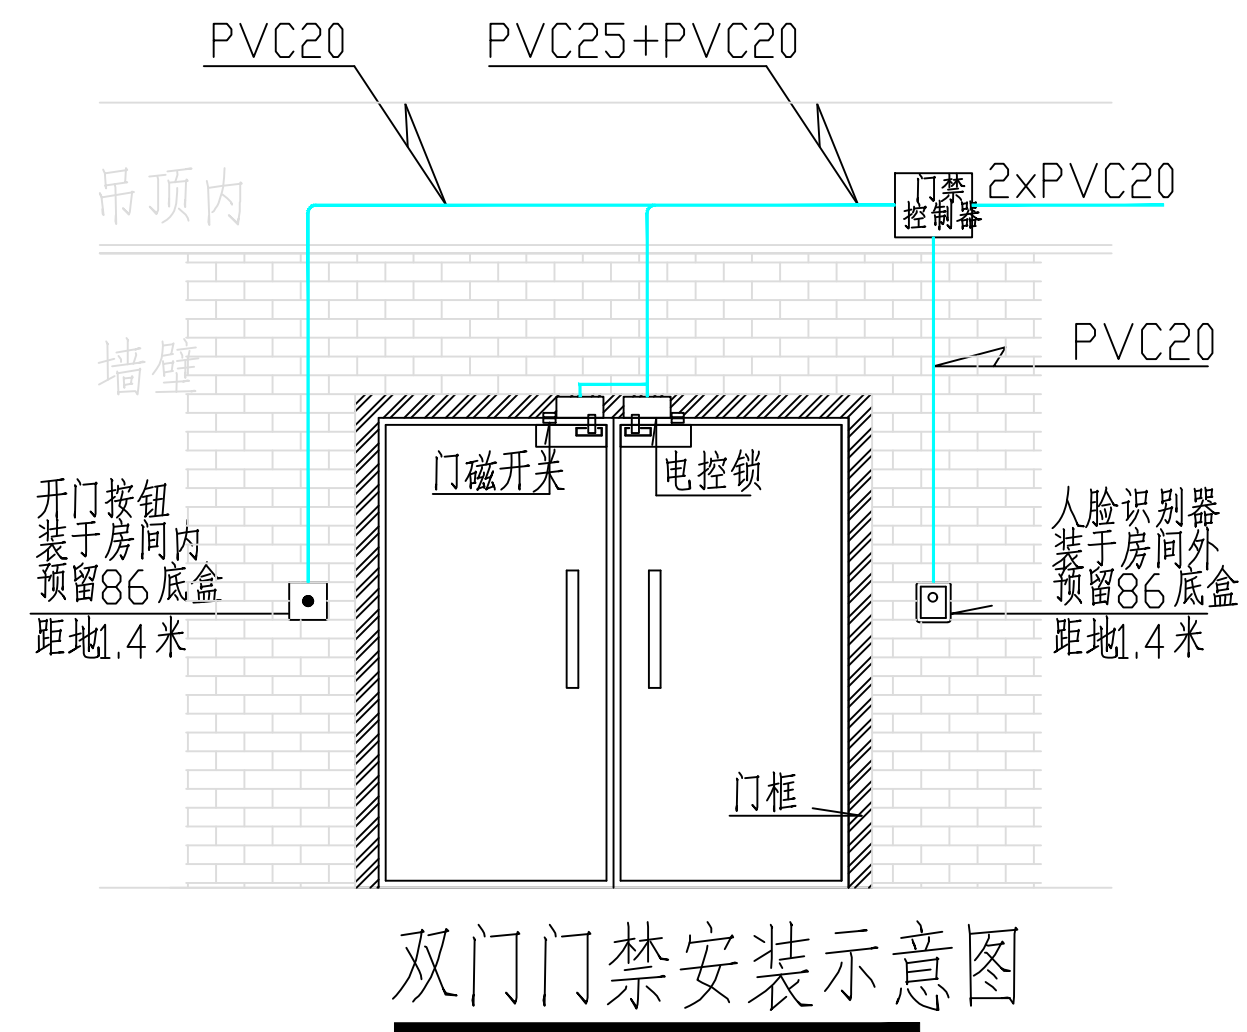 PVC20
PVC25+PVC20
吊顶内
门禁
控制器
2xPVC20
墙壁
PVC20
门磁开关
电控锁
开门按钮
装于房间内
预留86底盒
距地1.4米
人脸识别器
装于房间外
预留86底盒
距地1.4米
门框
双门门禁安装示意图